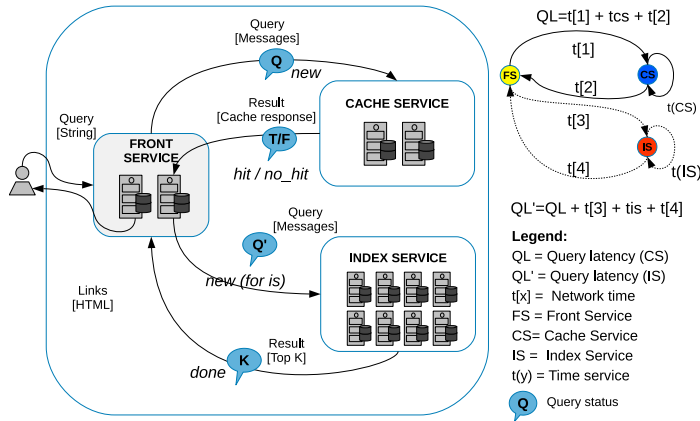 Query
[Messages]
Q
new
Result
[Cache response]
T/F
hit / no_hit
CACHE SERVICE
Query
[String]
FRONT
SERVICE
Query
[Messages]
Q'
new (for is)
INDEX SERVICE
Links
[HTML]
Result
[Top K]
K
done
QL=t[1] + tcs + t[2]
t[1]
FS
CS
t[2]
t(CS)
t[3]
IS
t[4]
t(IS)
QL'=QL + t[3] + tis + t[4]
Legend:
QL = Query latency (CS)
QL' = Query latency (IS)
t[x] = Network time
FS = Front Service
CS= Cache Service
IS = Index Service
t(y) = Time service
Q Query status